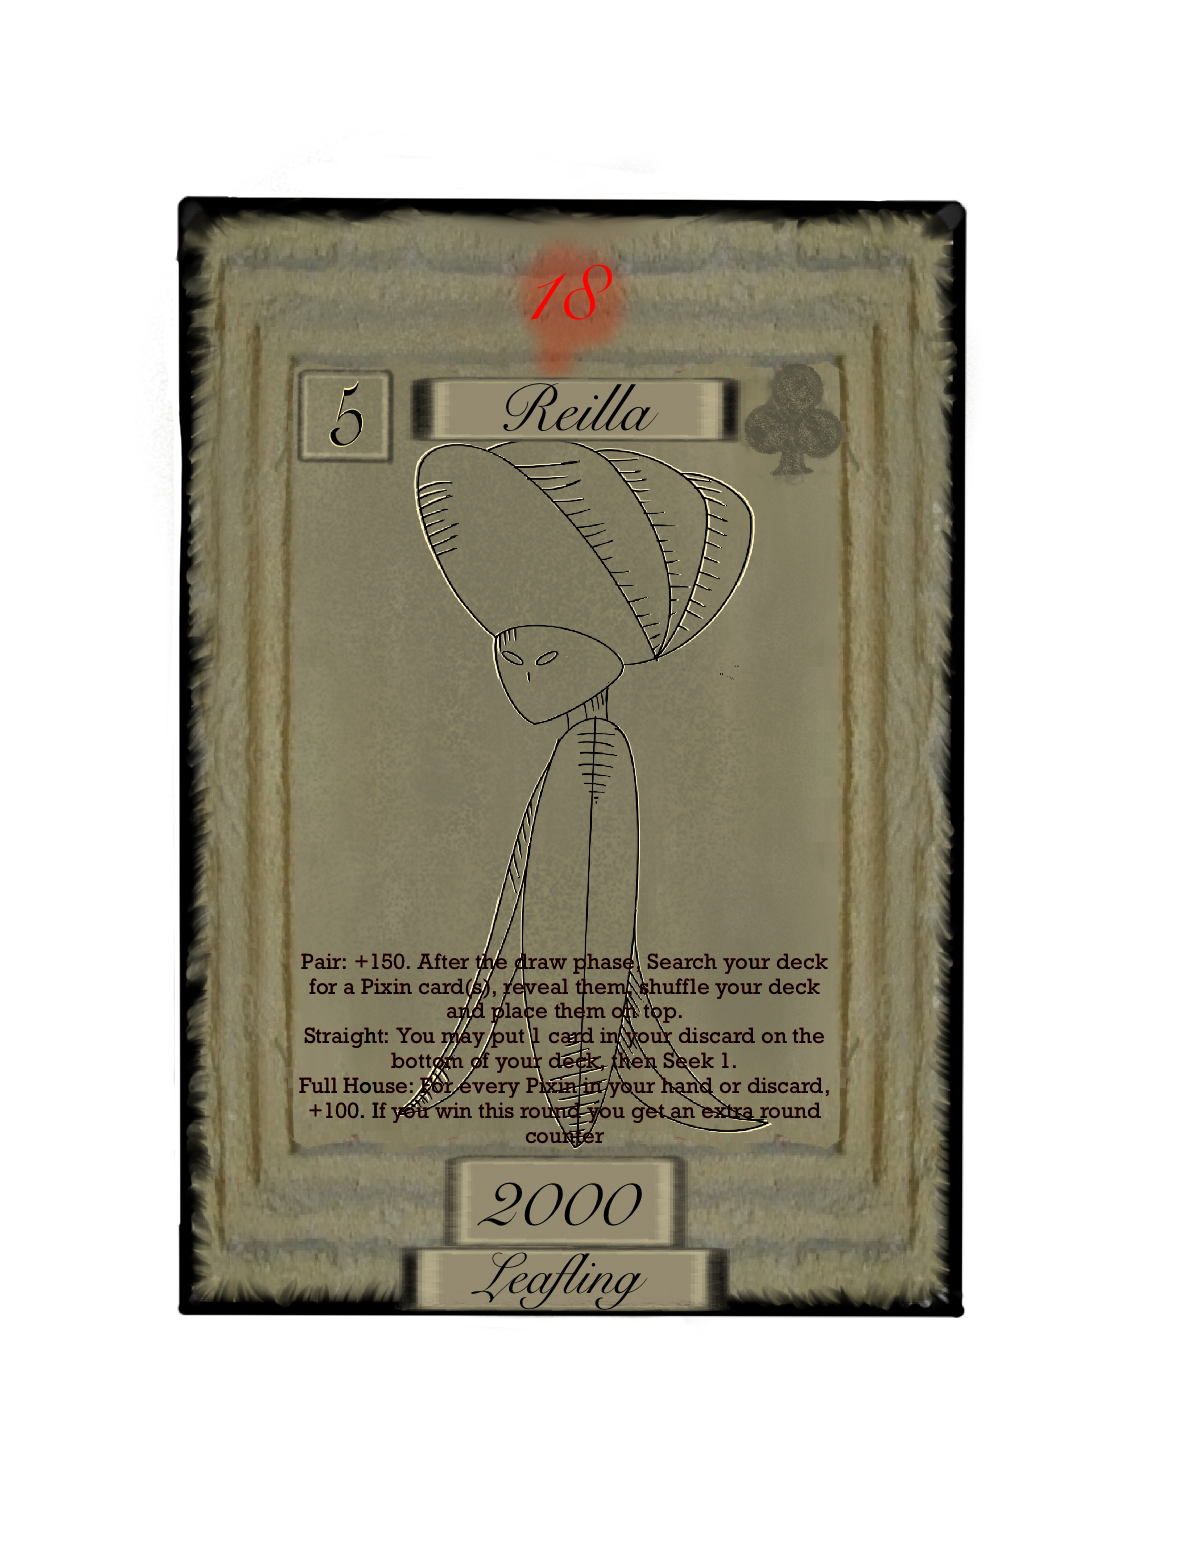 18
5
Reilla
Pair: +150. After the draw phase, Search your deck
for a Pixin card(s), reveal them, shuffle your deck
and place them on top.
Straight: You may put 1 card in your discard on the
bottom of your deck, then Seek 1.
Full House: For every Pixin in your hand or discard,
+100. If you win this round you get an extra round
counter
2000
Leafling